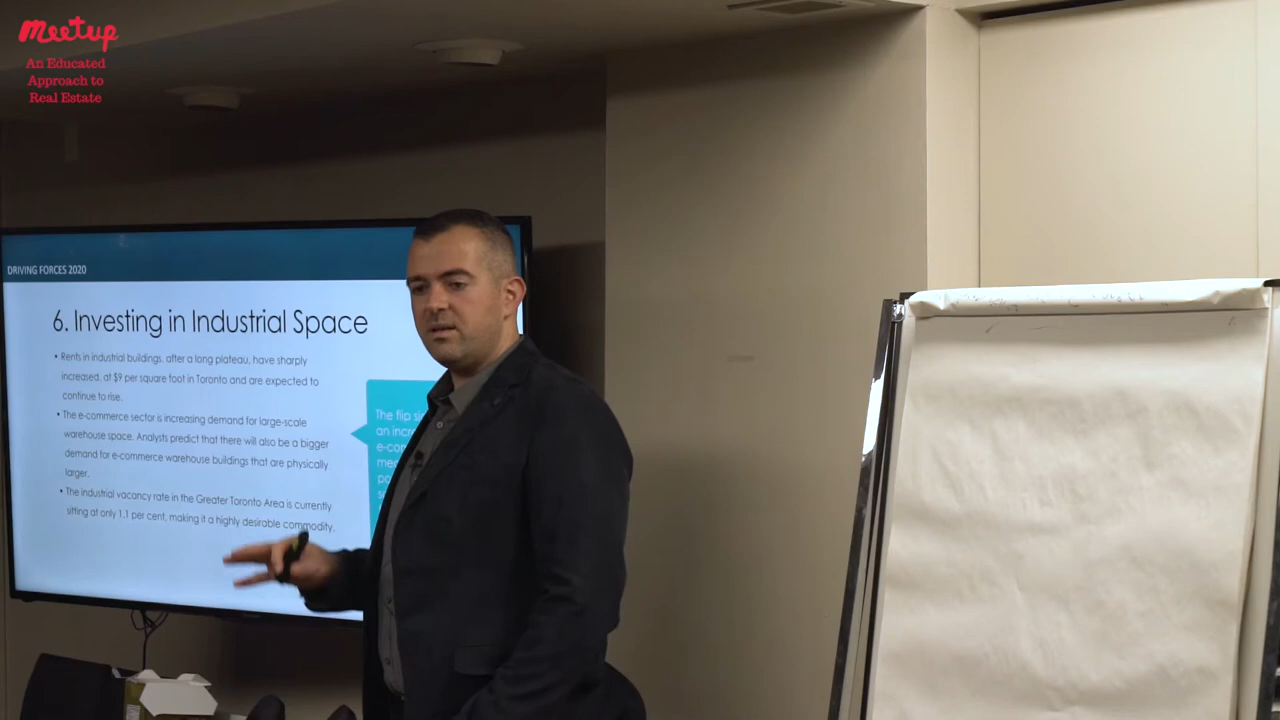 Meetup
An Educated
Approach to
Real Estate
DRIVING FORCES 2020
6. Investing in Industrial Space
• Rents in industrial buildings, after a long plateau, have sharply
increased, at $9 per square foot in Toronto and are expected to
continue to rise.
• The e-commerce sector is increasing demand for large-scale
warehouse space. Analysts predict that there will also be a bigger
demand for e-commerce warehouse buildings that are physically
larger.
• The industrial vacancy rate in the Greater Toronto Area is currently
sitting at only 1.1 per cent, making it a highly desirable commodity.
The flip
an